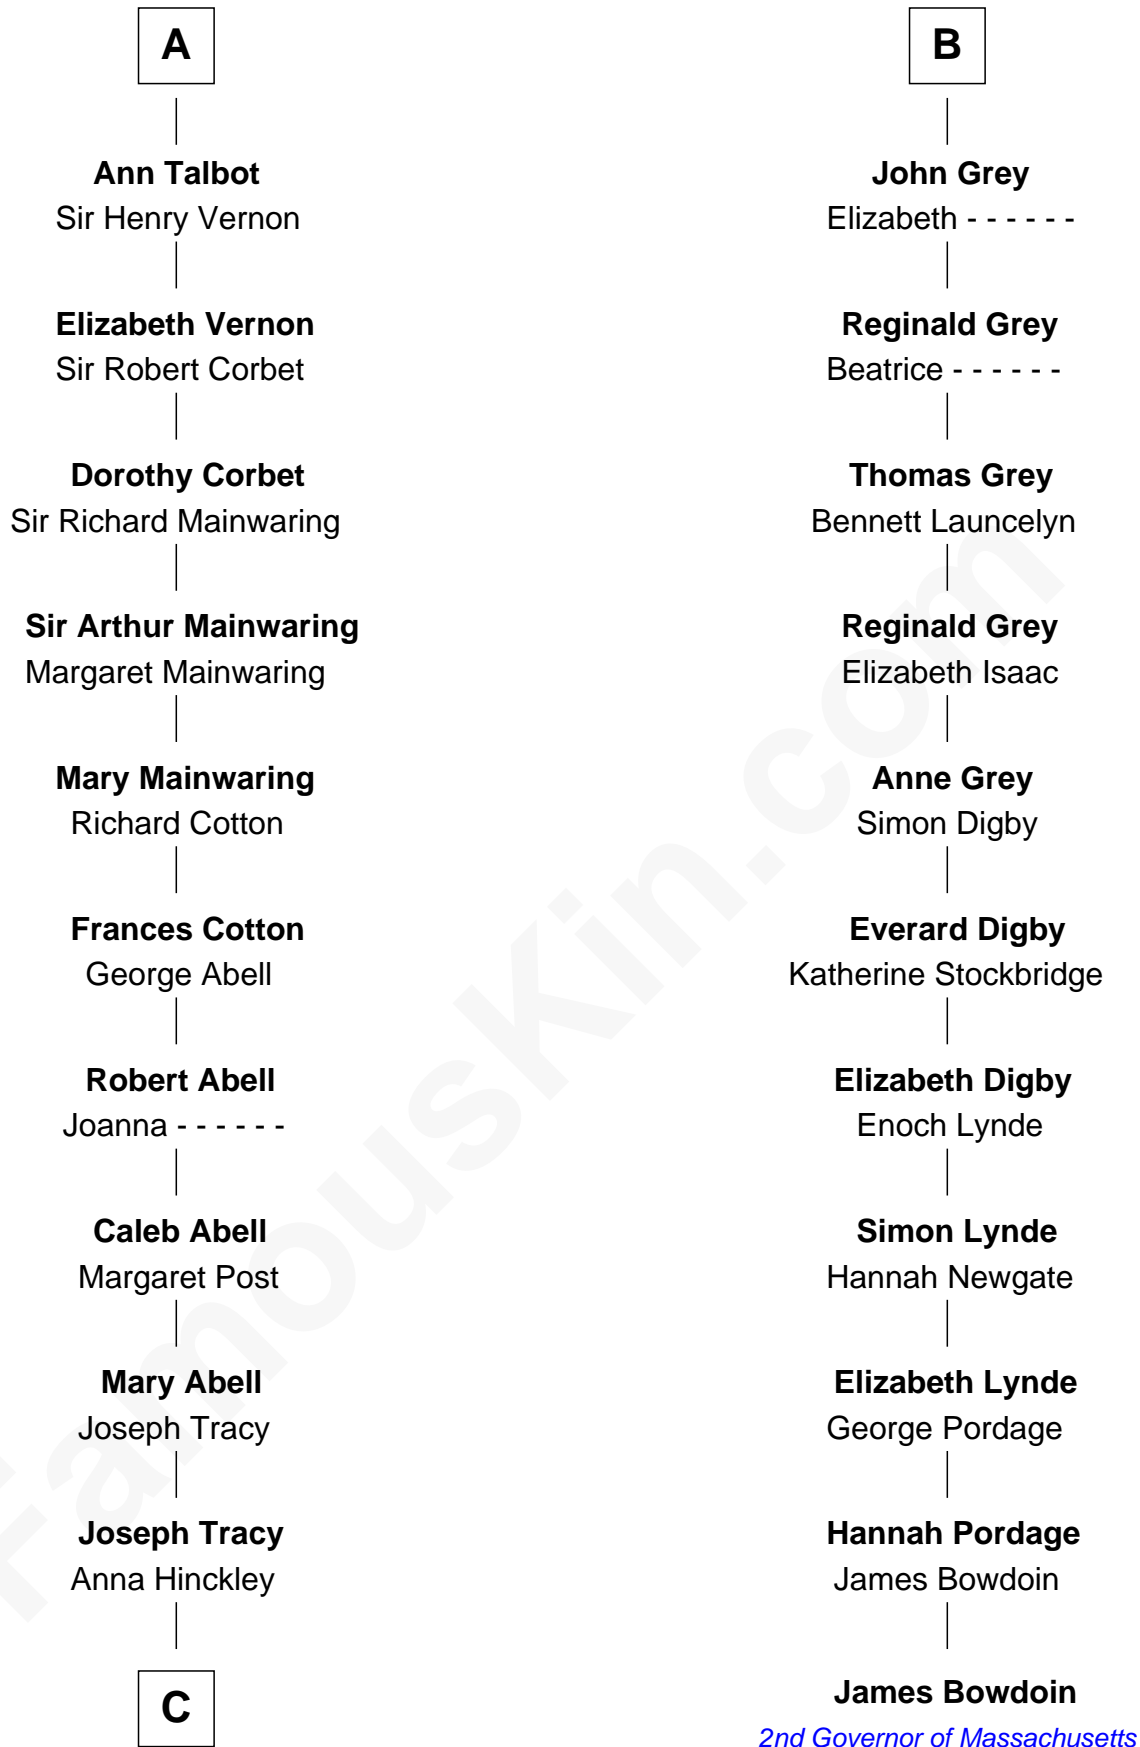 A
Ann Talbot
Sir Henry Vernon
Elizabeth Vernon
Sir Robert Corbet
Dorothy Corbet
Sir Richard Mainwaring
Sir Arthur Mainwaring
Margaret Mainwaring
Mary Mainwaring
Richard Cotton
Frances Cotton
George Abell
Robert Abell
Joanna - - - - - -
Caleb Abell
Margaret Post
Mary Abell
Joseph Tracy
Joseph Tracy
Anna Hinckley
C
B
John Grey
Elizabeth - - - - - -
Reginald Grey
Beatrice - - - - - -
Thomas Grey
Bennett Launcelyn
Reginald Grey
Elizabeth Isaac
Anne Grey
Simon Digby
Everard Digby
Katherine Stockbridge
Elizabeth Digby
Enoch Lynde
Simon Lynde
Hannah Newgate
Elizabeth Lynde
George Pordage
Hannah Pordage
James Bowdoin
James Bowdoin
2nd Governor of Massachusetts
FamousKin.com